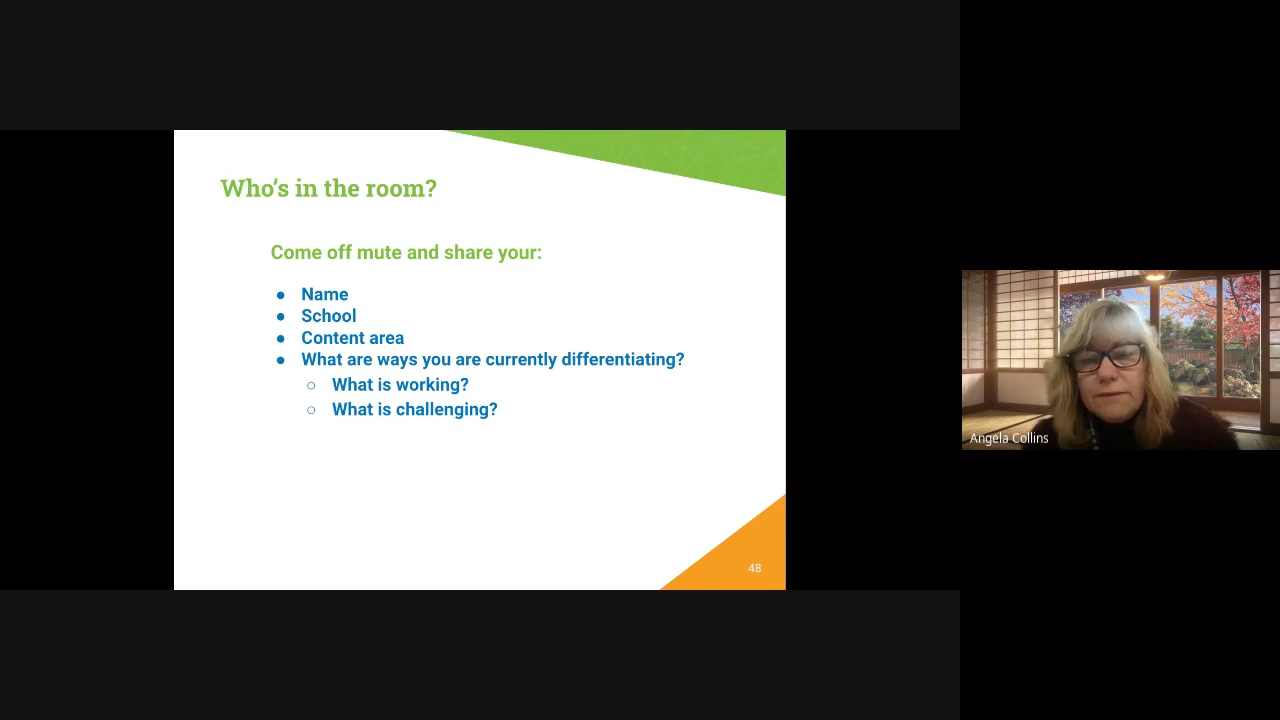 Who's in the room?
Come off mute and share your:
● Name
● School
● Content area
● What are ways you are currently differentiating?
○ What is working?
○ What is challenging?
48
Angela Collins